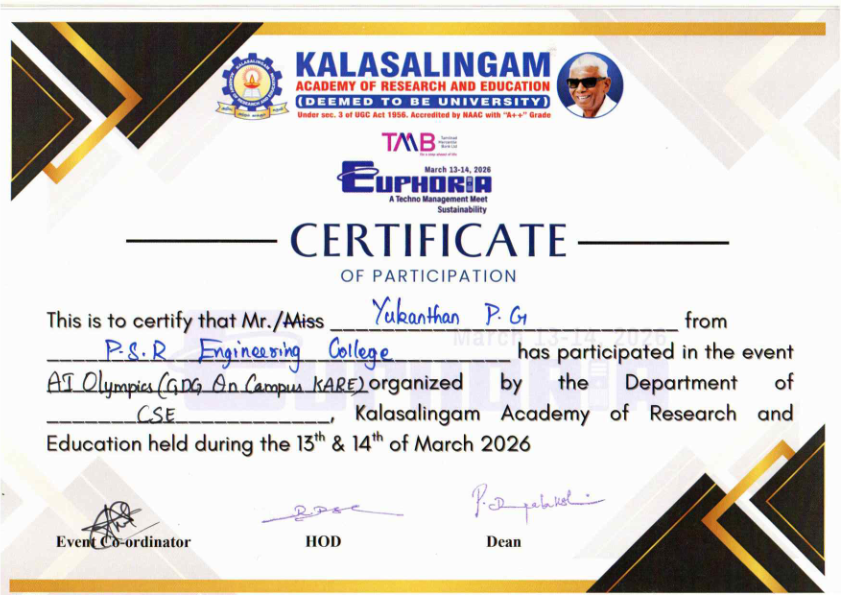 KALASALINGAM
ACADEMY OF RESEARCH AND EDUCATION
(DEEMED TO BE UNIVERSITY)
Under sec. 3 of UGC Act 1956. Accredited by NAAC with "A++" Grade
TMB Tamilnad Mercantile Bank Ltd
March 13-14, 2026
EUPHORIA
A Techno Management Meet
Sustainability
CERTIFICATE
OF PARTICIPATION
This is to certify that Mr./Miss Yukanthan P. G from
P.S.R Engineering College has participated in the event
AI Olympics (GDG On Campus KARE) organized by the Department of
CSE, Kalasalingam Academy of Research and
Education held during the 13th & 14th of March 2026
Event Co-ordinator HOD Dean